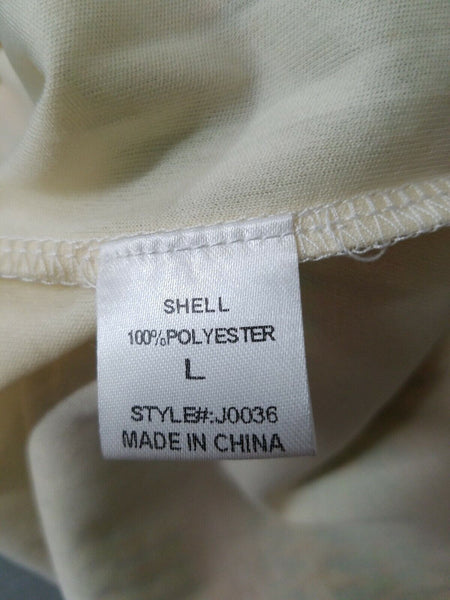 SHELL
100%POLYESTER
L
STYLE#:J0036
MADE IN CHINA